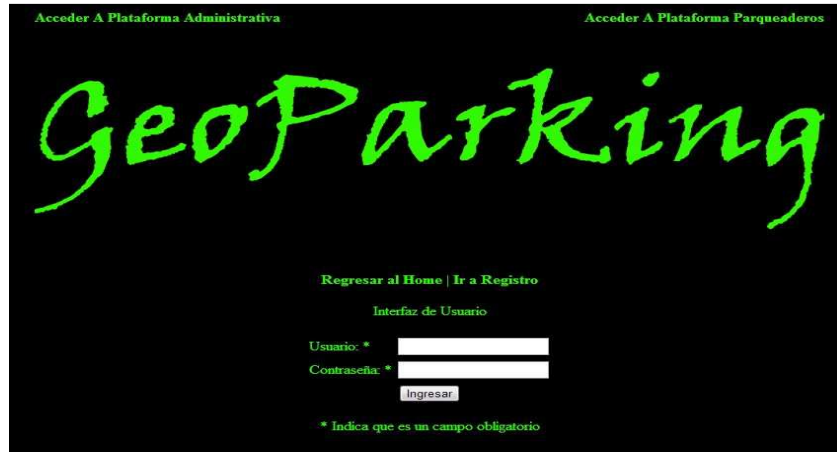 Acceder A Plataforma Administrativa Acceder A Plataforma Parqueaderos
GeoParking
Regresar al Home | Ir a Registro
Interfaz de Usuario
Usuario: *
Contraseña: *
Ingresar
* Indica que es un campo obligatorio